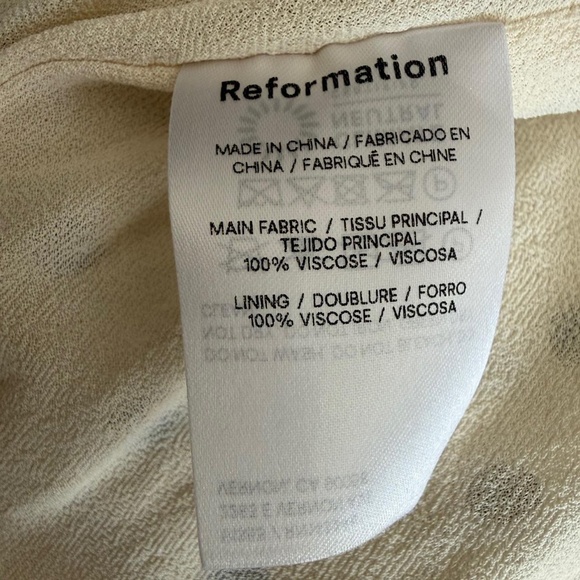 Reformation
MADE IN CHINA / FABRICADO EN
CHINA / FABRIQUÉ EN CHINE
MAIN FABRIC / TISSU PRINCIPAL /
TEJIDO PRINCIPAL
100% VISCOSE / VISCOSA
LINING / DOUBLURE / FORRO
100% VISCOSE / VISCOSA